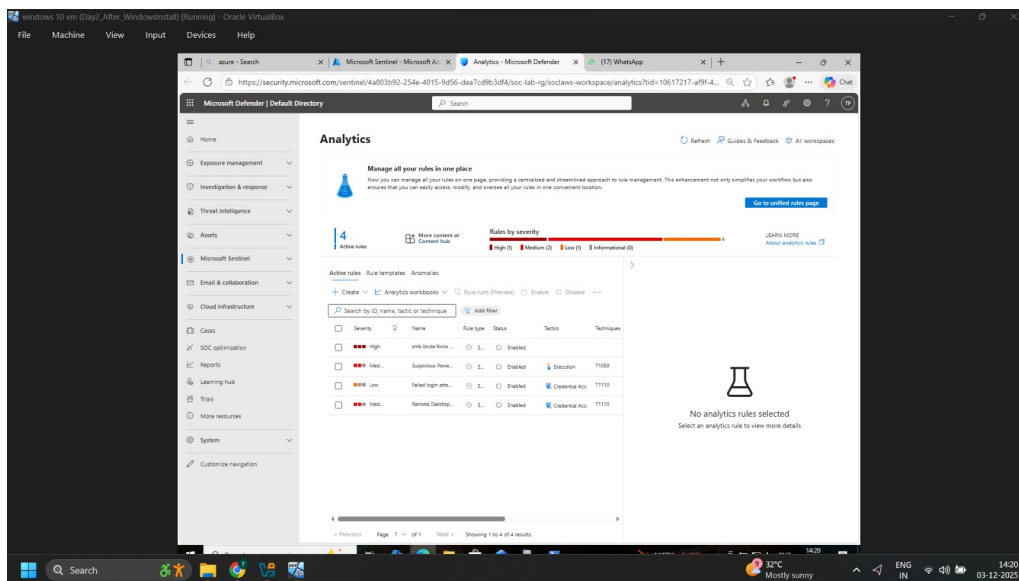 windows 10 vm (Day2_After_WindowsInstall) [Running] - Oracle VirtualBox
File Machine View Input Devices Help
azure - Search
Microsoft Sentinel - Microsoft Az
Analytics - Microsoft Defender
(17) WhatsApp
https://security.microsoft.com/sentinel/4a803b92-254e-4015-9d56-dea7cd9b3df4/soc-lab-rg/soclaws-workspace/analytics?tid=10617217-af9f-4...
Chat
Microsoft Defender | Default Directory
Search
TP
Home
Exposure management
Investigation & response
Threat intelligence
Assets
Microsoft Sentinel
Email & collaboration
Cloud infrastructure
Cases
SOC optimization
Reports
Learning hub
Trials
More resources
System
Customize navigation
Analytics
Refresh Guides & Feedback All workspaces
Manage all your rules in one place
Now you can manage all your rules on one page, providing a centralized and streamlined approach to rule management. This enhancement not only simplifies your workflow but also
ensures that you can easily access, modify, and oversee all your rules in one convenient location.
Go to unified rules page
4
Active rules
More content at
Content hub
Rules by severity
High (1) Medium (2) Low (1) Informational (0)
LEARN MORE
About analytics rules
Active rules Rule templates Anomalies
Create Analytics workbooks Rule runs (Preview) Enable Disable ...
Search by ID, name, tactic or technique Add filter
Severity Name Rule type Status Tactics Techniques
High smb brute force ... S... Enabled
Med... Suspicious Powe... S... Enabled Execution T1059
Low Failed login atte... S... Enabled Credential Acc T1110
Med... Remote Desktop... S... Enabled Credential Acc T1110
No analytics rules selected
Select an analytics rule to view more details
< Previous Page 1 of 1 Next > Showing 1 to 4 of 4 results.
14:20
Search
32°C
Mostly sunny
ENG
IN
14:20
03-12-2025